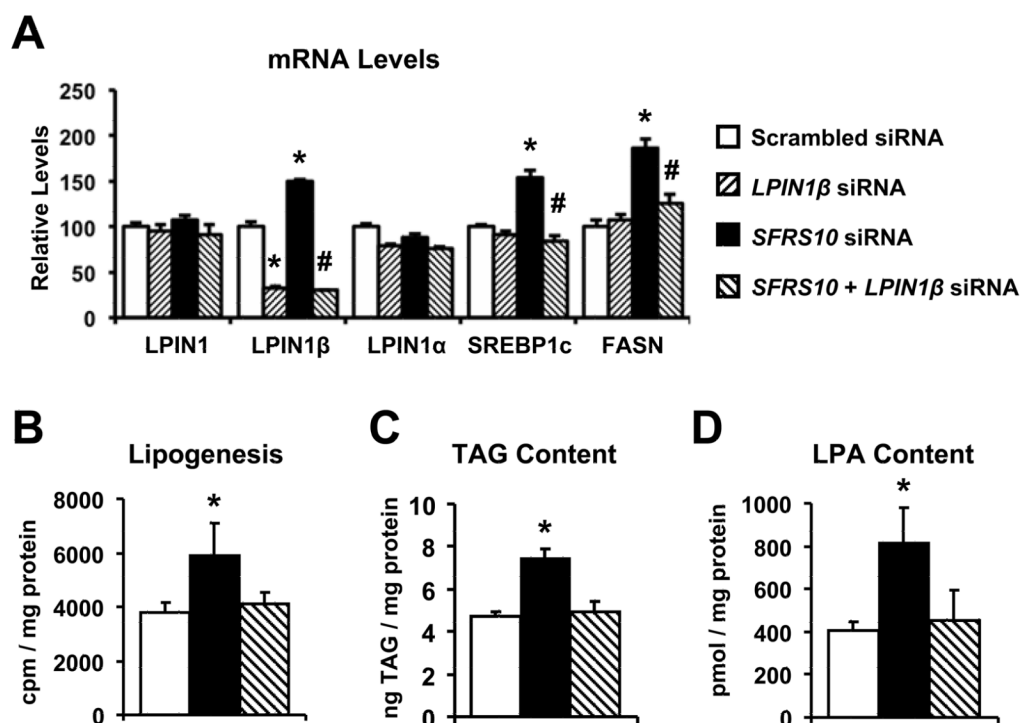 A
mRNA Levels
Relative Levels
250
200
150
100
50
0
* # * # * #
LPIN1 LPIN1β LPIN1α SREBP1c FASN
Scrambled siRNA
LPIN1β siRNA
SFRS10 siRNA
SFRS10 + LPIN1β siRNA
B
Lipogenesis
cpm / mg protein
8000
6000
4000
2000
0
*
C
TAG Content
ng TAG / mg protein
10
8
6
4
2
0
*
D
LPA Content
pmol / mg protein
1000
800
600
400
200
0
*